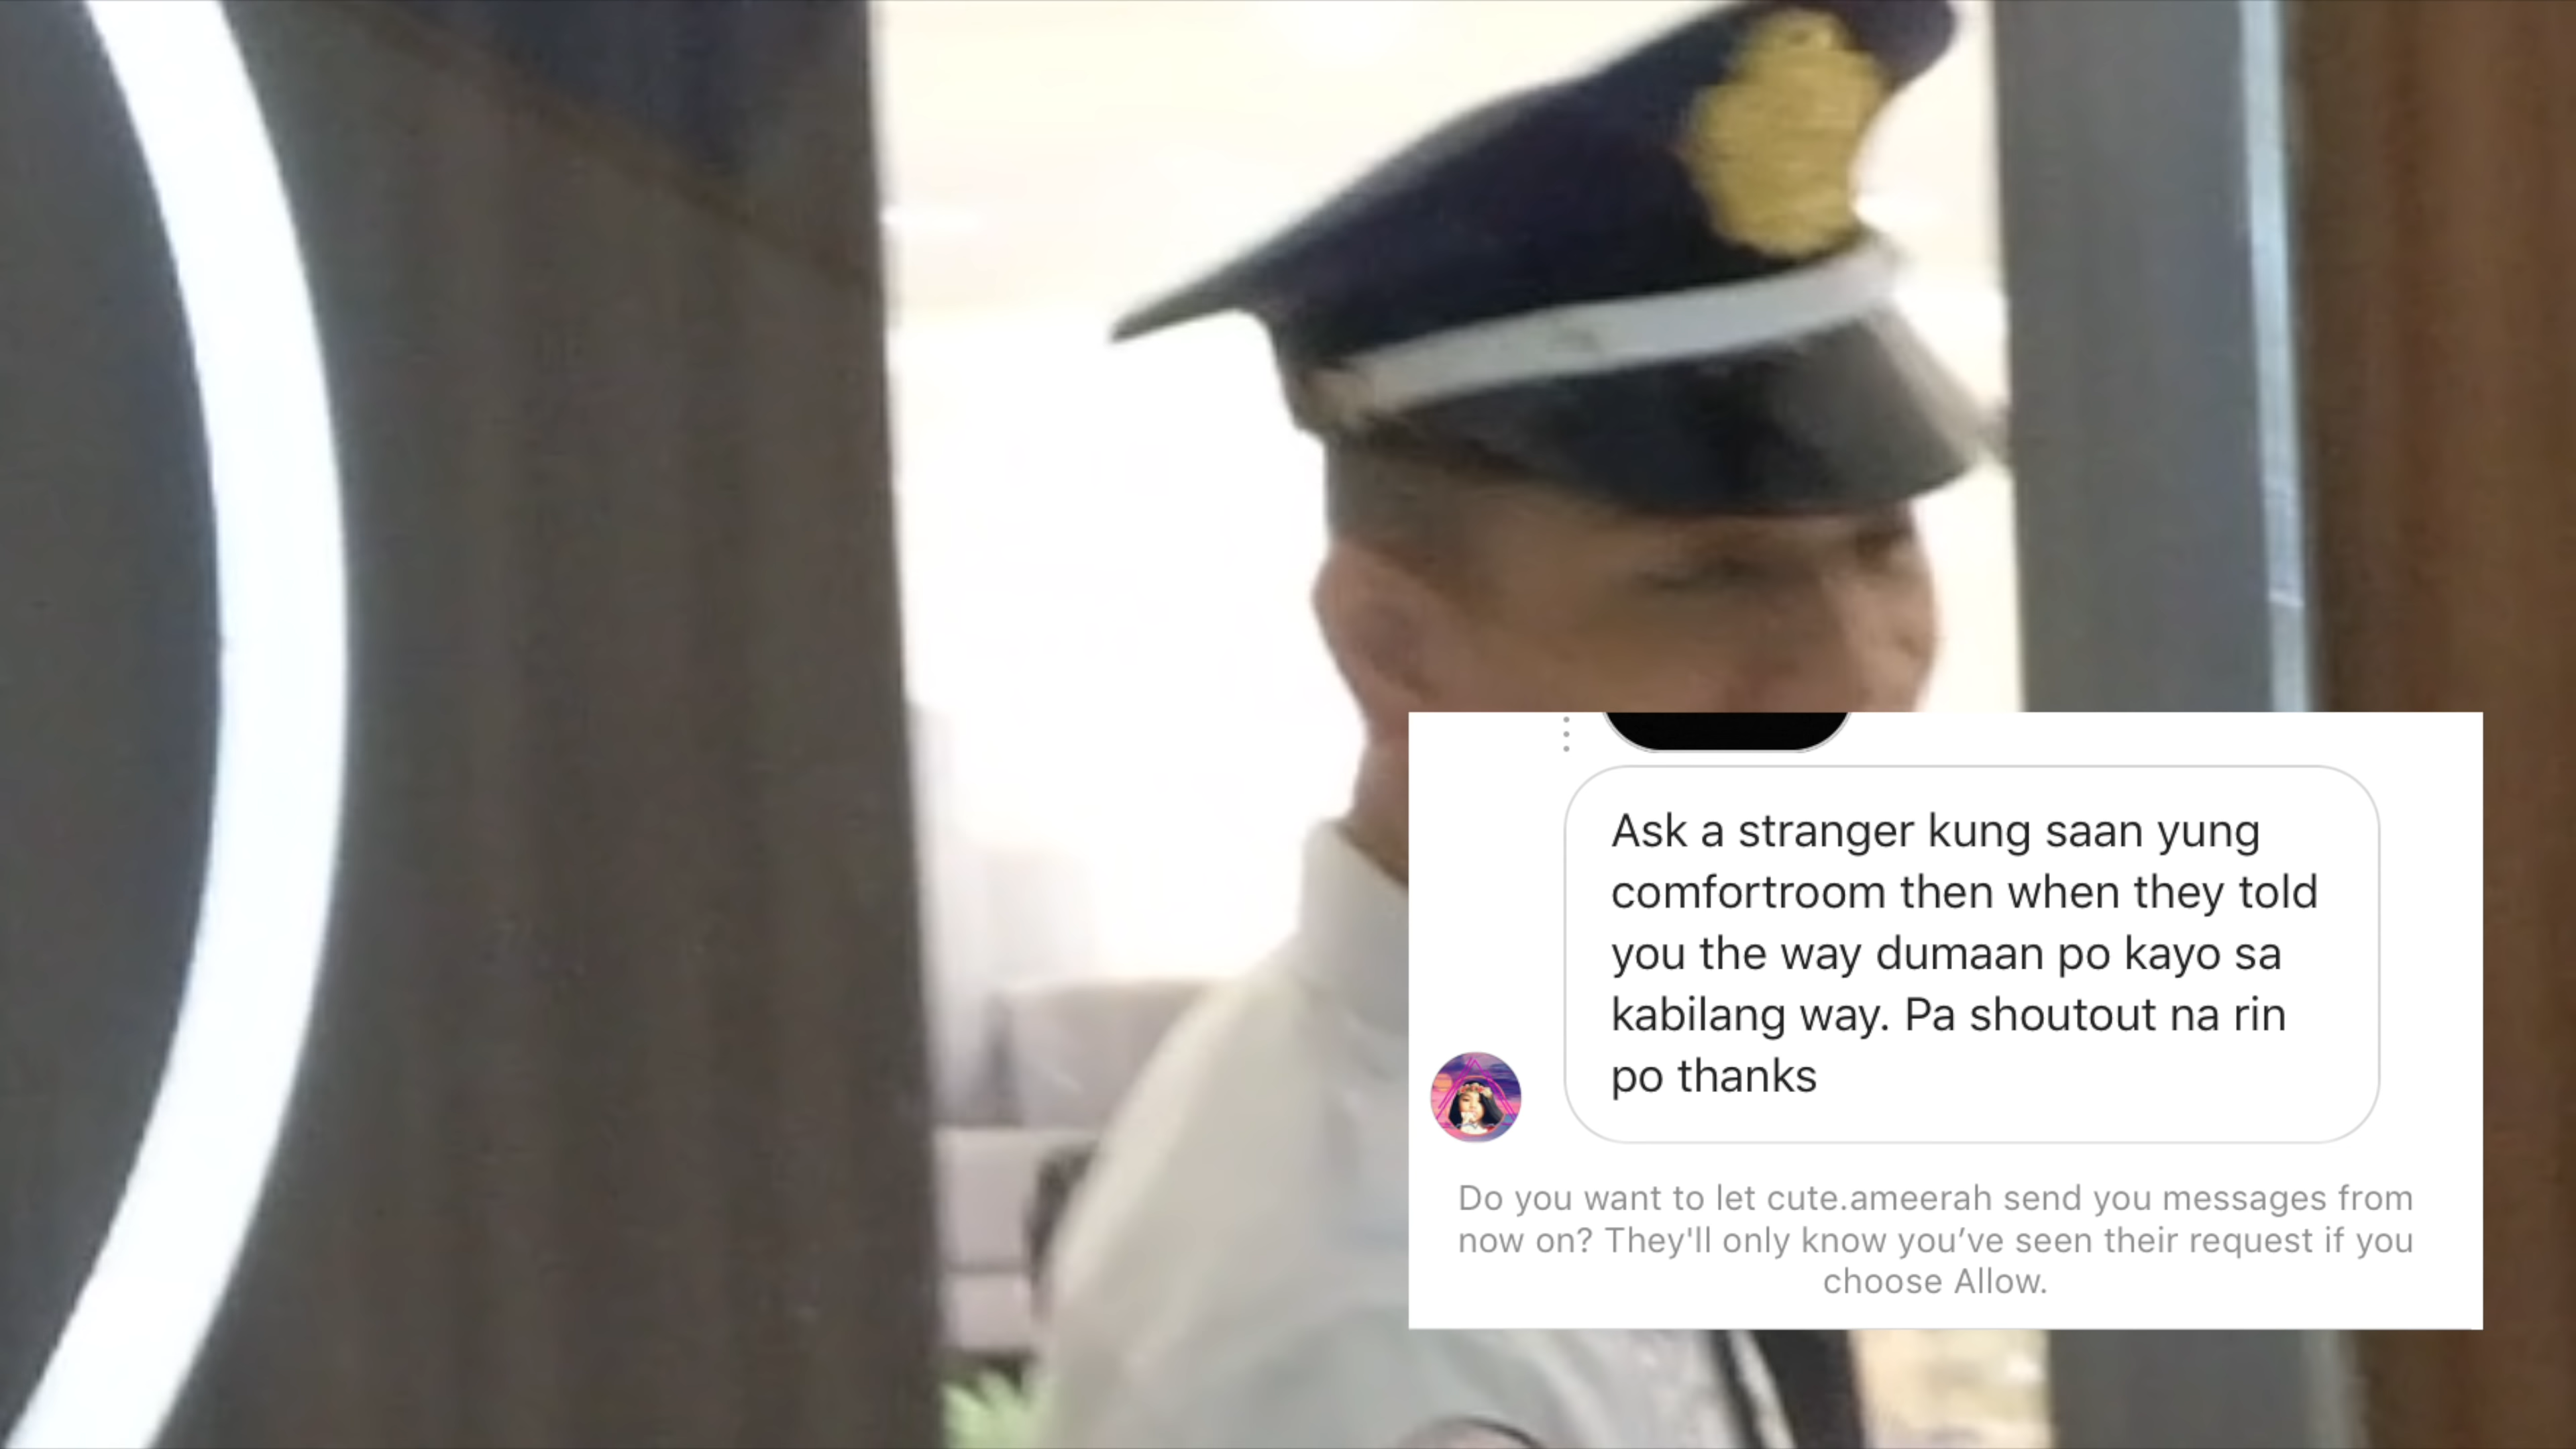 Ask a stranger kung saan yung
comfortroom then when they told
you the way dumaan po kayo sa
kabilang way. Pa shoutout na rin
po thanks
Do you want to let cute.ameerah send you messages from
now on? They'll only know you’ve seen their request if you
choose Allow.